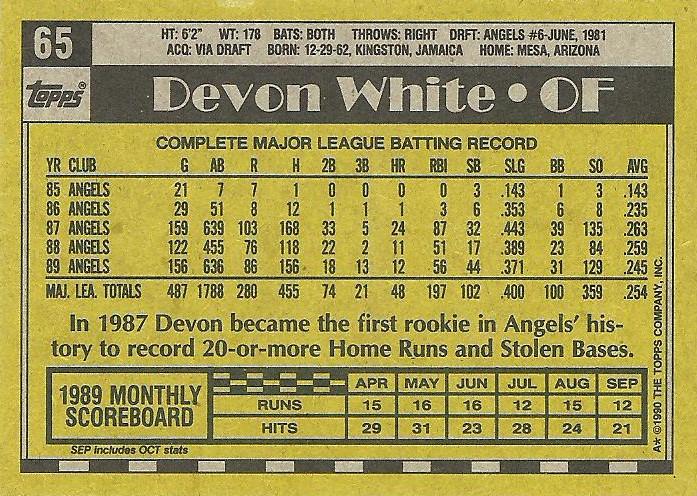 65
HT: 6'2" WT: 178 BATS: BOTH THROWS: RIGHT DRFT: ANGELS #6-JUNE, 1981
ACQ: VIA DRAFT BORN: 12-29-62, KINGSTON, JAMAICA HOME: MESA, ARIZONA
TOPPS®
Devon White • OF
COMPLETE MAJOR LEAGUE BATTING RECORD
YR CLUB G AB R H 2B 3B HR RBI SB SLG BB SO AVG
85 ANGELS 21 7 7 1 0 0 0 0 3 .143 1 3 .143
86 ANGELS 29 51 8 12 1 1 1 3 6 .353 6 8 .235
87 ANGELS 159 639 103 168 33 5 24 87 32 .443 39 135 .263
88 ANGELS 122 455 76 118 22 2 11 51 17 .389 23 84 .259
89 ANGELS 156 636 86 156 18 13 12 56 44 .371 31 129 .245
MAJ. LEA. TOTALS 487 1788 280 455 74 21 48 197 102 .400 100 359 .254
In 1987 Devon became the first rookie in Angels' his-
tory to record 20-or-more Home Runs and Stolen Bases.
1989 MONTHLY
SCOREBOARD
APR MAY JUN JUL AUG SEP
RUNS 15 16 16 12 15 12
HITS 29 31 23 28 24 21
SEP includes OCT stats
A* ©1990 THE TOPPS COMPANY, INC.